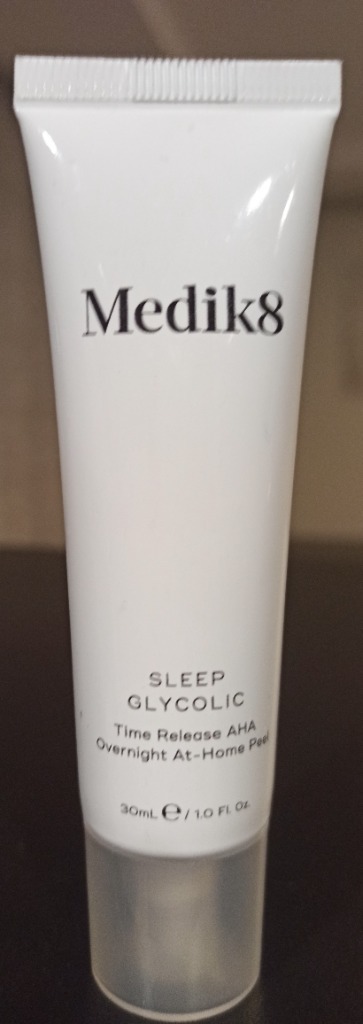 Medik8
SLEEP
GLYCOLIC
Time Release AHA
Overnight At-Home Peel
30mL ℮ / 1.0 Fl Oz.